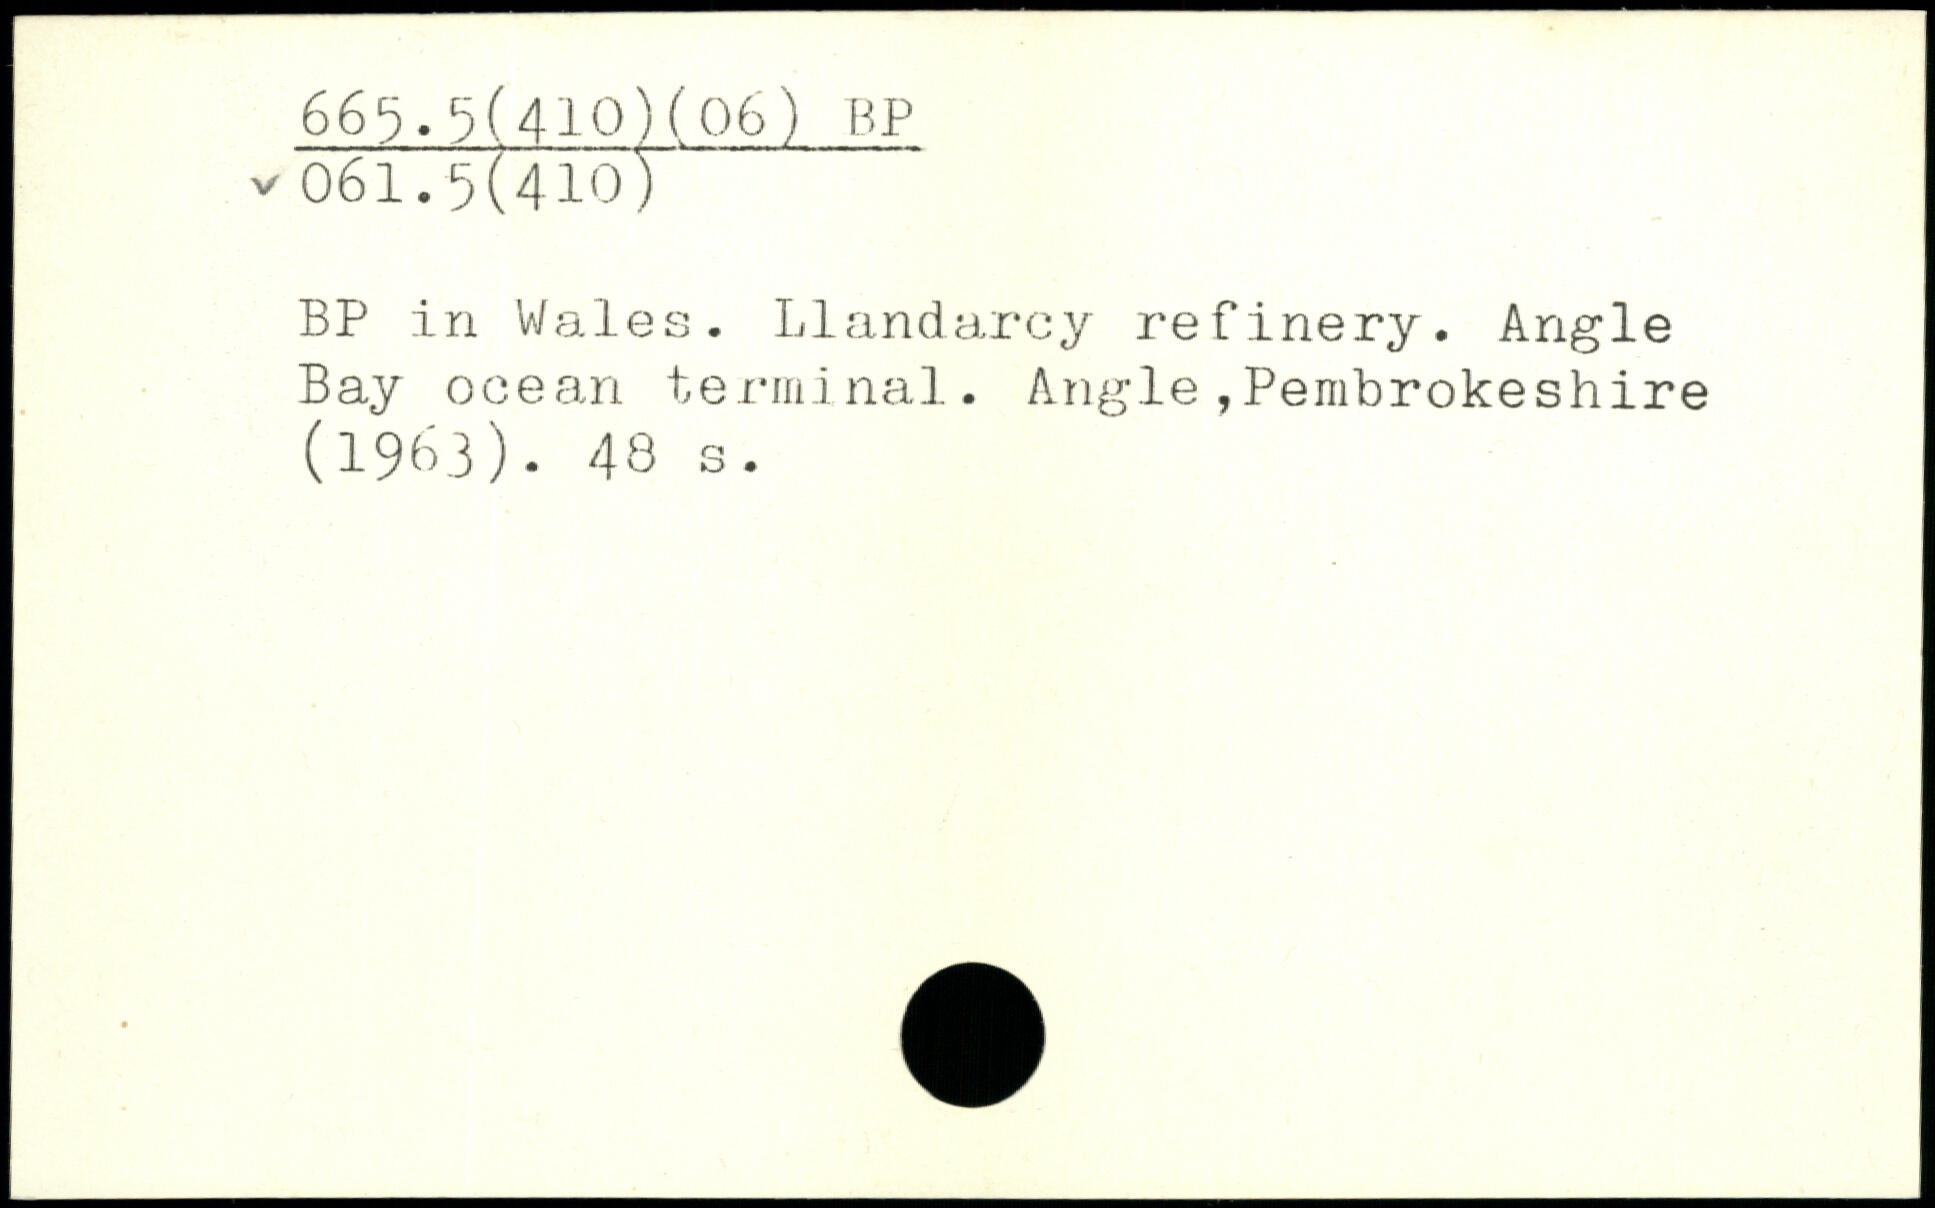 665.5(410)(06) BP
✓ 061.5(410)
BP in Wales. Llandarcy refinery. Angle
Bay ocean terminal. Angle,Pembrokeshire
(1963). 48 s.